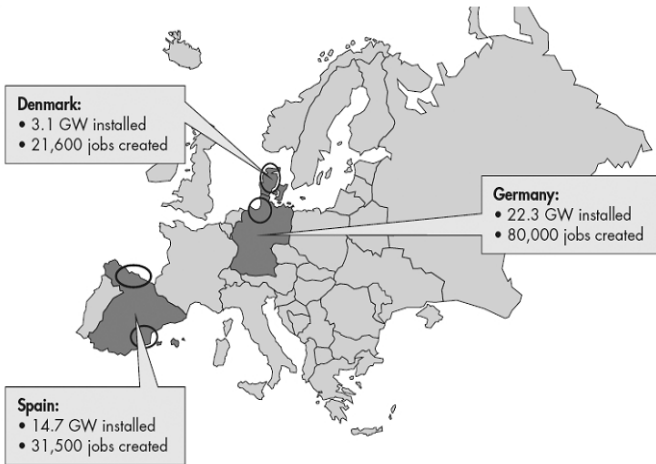 Denmark:
• 3.1 GW installed
• 21,600 jobs created
Germany:
• 22.3 GW installed
• 80,000 jobs created
Spain:
• 14.7 GW installed
• 31,500 jobs created